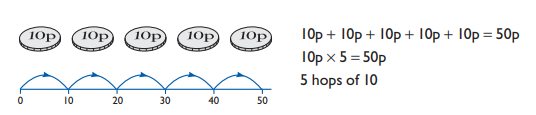 10p 10p 10p 10p 10p
10p + 10p + 10p + 10p + 10p = 50p
10p × 5 = 50p
5 hops of 10
0 10 20 30 40 50